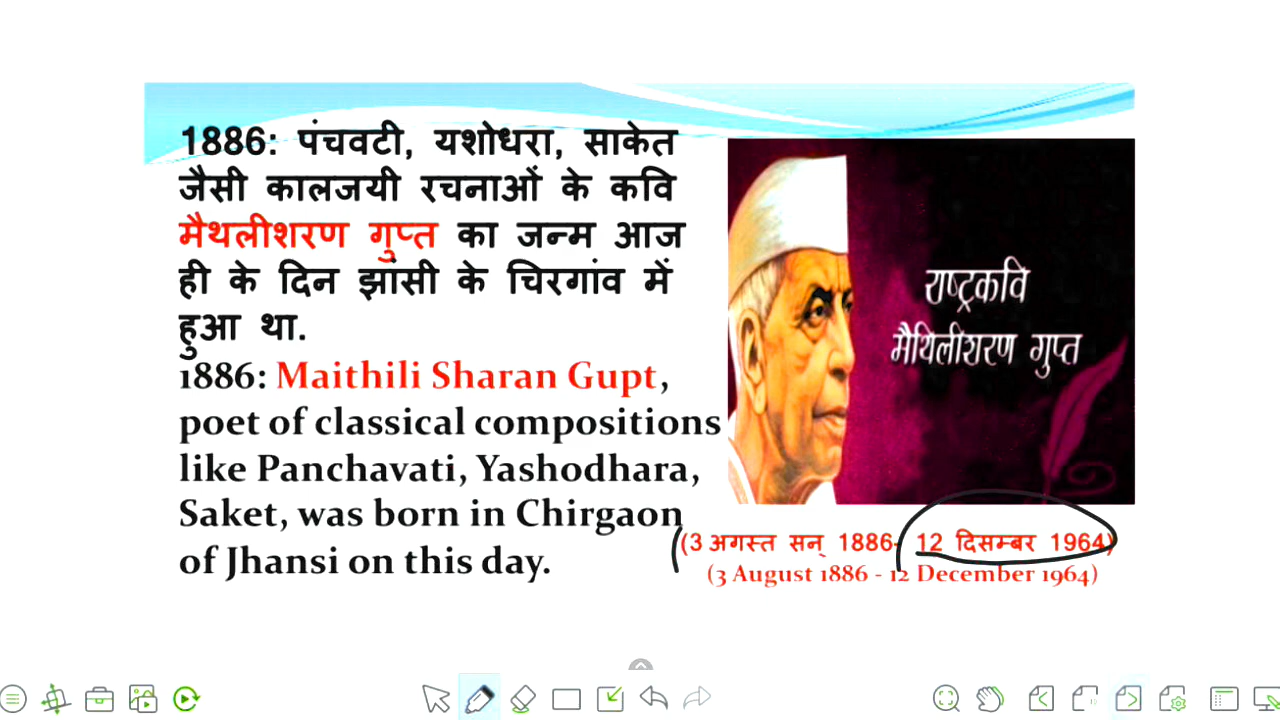 1886: पंचवटी, यशोधरा, साकेत
जैसी कालजयी रचनाओं के कवि
मैथलीशरण गुप्त का जन्म आज
ही के दिन झांसी के चिरगांव में
हुआ था.
1886: Maithili Sharan Gupt,
poet of classical compositions
like Panchavati, Yashodhara,
Saket, was born in Chirgaon
of Jhansi on this day.
राष्ट्रकवि
मैथिलीशरण गुप्त
(3 अगस्त सन् 1886- 12 दिसम्बर 1964)
(3 August 1886 - 12 December 1964)